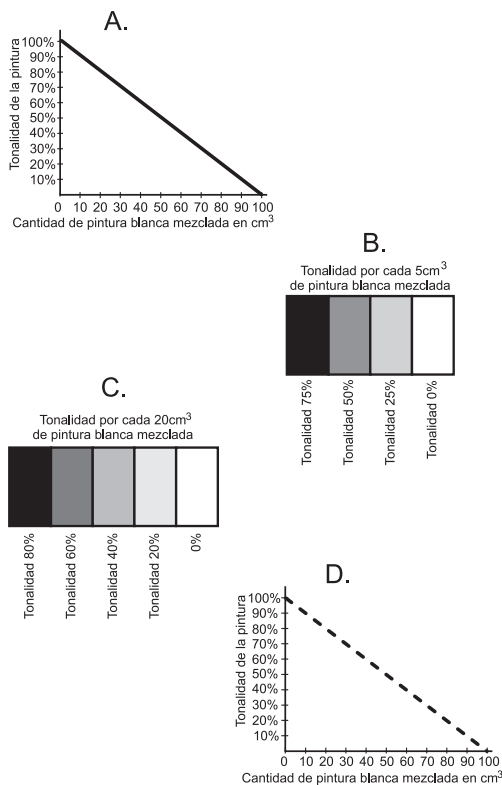 A.
Tonalidad de la pintura
100%
90%
80%
70%
60%
50%
40%
30%
20%
10%
0 10 20 30 40 50 60 70 80 90 100
Cantidad de pintura blanca mezclada en cm³
B.
Tonalidad por cada 5cm³
de pintura blanca mezclada
Tonalidad 75%
Tonalidad 50%
Tonalidad 25%
Tonalidad 0%
C.
Tonalidad por cada 20cm³
de pintura blanca mezclada
Tonalidad 80%
Tonalidad 60%
Tonalidad 40%
Tonalidad 20%
0%
D.
Tonalidad de la pintura
100%
90%
80%
70%
60%
50%
40%
30%
20%
10%
0 10 20 30 40 50 60 70 80 90 100
Cantidad de pintura blanca mezclada en cm³